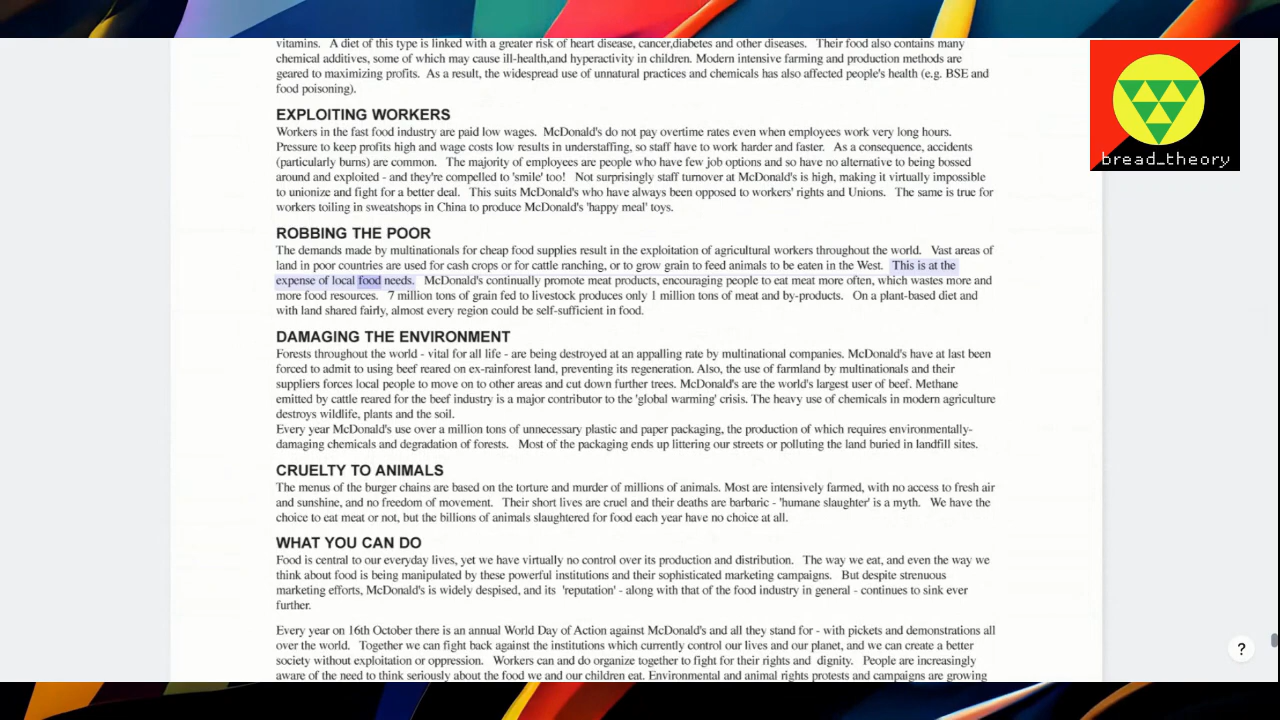 vitamins. A diet of this type is linked with a greater risk of heart disease, cancer,diabetes and other diseases. Their food also contains many
chemical additives, some of which may cause ill-health,and hyperactivity in children. Modern intensive farming and production methods are
geared to maximizing profits. As a result, the widespread use of unnatural practices and chemicals has also affected people's health (e.g. BSE and
food poisoning).
EXPLOITING WORKERS
Workers in the fast food industry are paid low wages. McDonald's do not pay overtime rates even when employees work very long hours.
Pressure to keep profits high and wage costs low results in understaffing, so staff have to work harder and faster. As a consequence, accidents
(particularly burns) are common. The majority of employees are people who have few job options and so have no alternative to being bossed
around and exploited - and they're compelled to 'smile' too! Not surprisingly staff turnover at McDonald's is high, making it virtually impossible
to unionize and fight for a better deal. This suits McDonald's who have always been opposed to workers' rights and Unions. The same is true for
workers toiling in sweatshops in China to produce McDonald's 'happy meal' toys.
ROBBING THE POOR
The demands made by multinationals for cheap food supplies result in the exploitation of agricultural workers throughout the world. Vast areas of
land in poor countries are used for cash crops or for cattle ranching, or to grow grain to feed animals to be eaten in the West. This is at the
expense of local food needs. McDonald's continually promote meat products, encouraging people to eat meat more often, which wastes more and
more food resources. 7 million tons of grain fed to livestock produces only 1 million tons of meat and by-products. On a plant-based diet and
with land shared fairly, almost every region could be self-sufficient in food.
DAMAGING THE ENVIRONMENT
Forests throughout the world - vital for all life - are being destroyed at an appalling rate by multinational companies. McDonald's have at last been
forced to admit to using beef reared on ex-rainforest land, preventing its regeneration. Also, the use of farmland by multinationals and their
suppliers forces local people to move on to other areas and cut down further trees. McDonald's are the world's largest user of beef. Methane
emitted by cattle reared for the beef industry is a major contributor to the 'global warming' crisis. The heavy use of chemicals in modern agriculture
destroys wildlife, plants and the soil.
Every year McDonald's use over a million tons of unnecessary plastic and paper packaging, the production of which requires environmentally-
damaging chemicals and degradation of forests. Most of the packaging ends up littering our streets or polluting the land buried in landfill sites.
CRUELTY TO ANIMALS
The menus of the burger chains are based on the torture and murder of millions of animals. Most are intensively farmed, with no access to fresh air
and sunshine, and no freedom of movement. Their short lives are cruel and their deaths are barbaric - 'humane slaughter' is a myth. We have the
choice to eat meat or not, but the billions of animals slaughtered for food each year have no choice at all.
WHAT YOU CAN DO
Food is central to our everyday lives, yet we have virtually no control over its production and distribution. The way we eat, and even the way we
think about food is being manipulated by these powerful institutions and their sophisticated marketing campaigns. But despite strenuous
marketing efforts, McDonald's is widely despised, and its 'reputation' - along with that of the food industry in general - continues to sink ever
further.
Every year on 16th October there is an annual World Day of Action against McDonald's and all they stand for - with pickets and demonstrations all
over the world. Together we can fight back against the institutions which currently control our lives and our planet, and we can create a better
society without exploitation or oppression. Workers can and do organize together to fight for their rights and dignity. People are increasingly
aware of the need to think seriously about the food we and our children eat. Environmental and animal rights protests and campaigns are growing
bread_theory
?